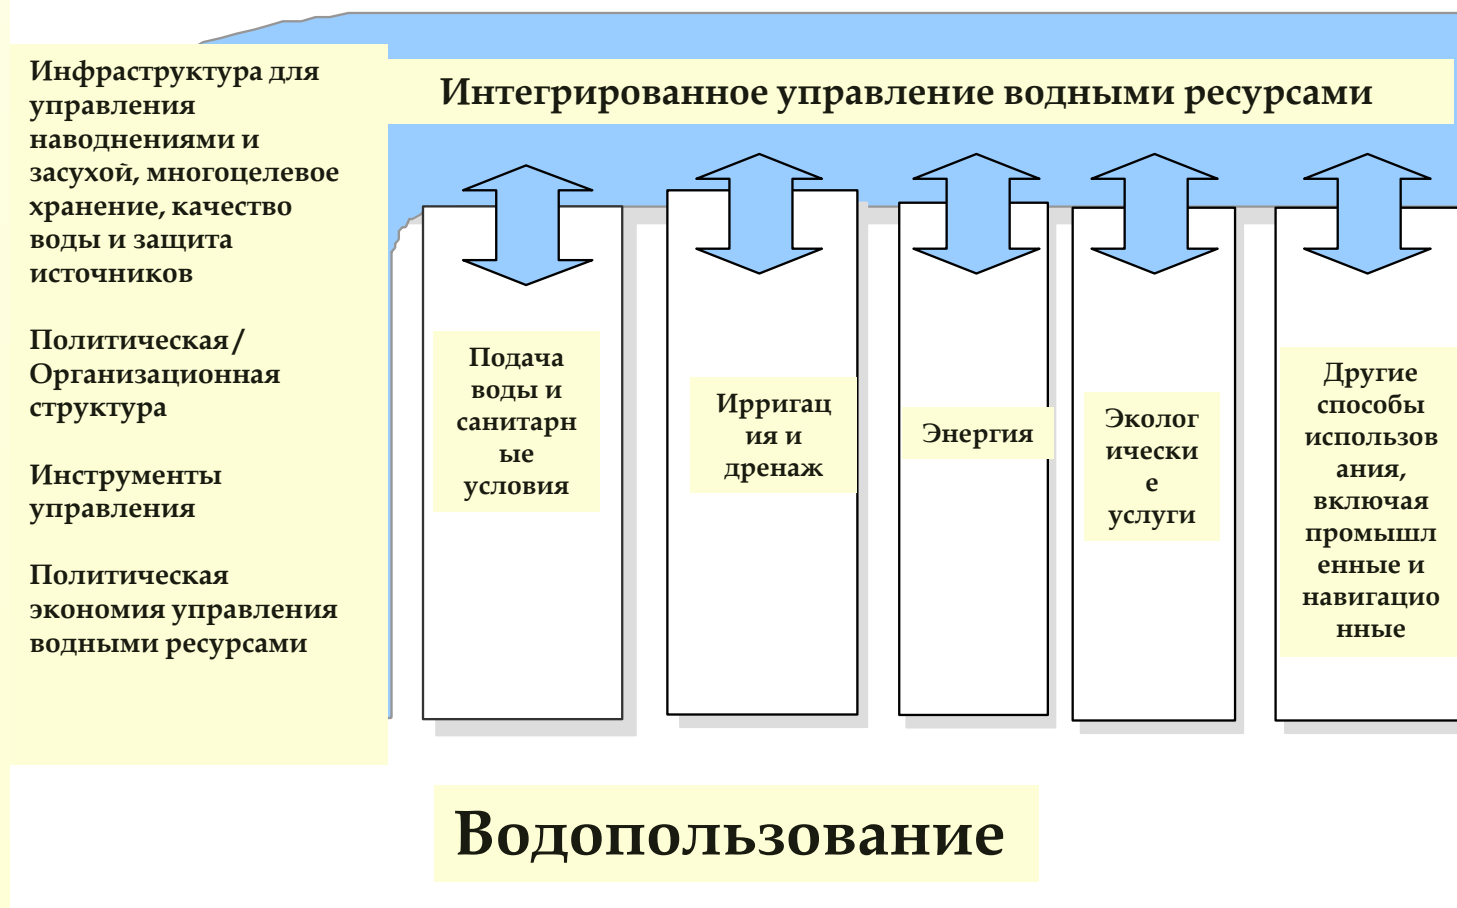 Инфраструктура для
управления
наводнениями и
засухой, многоцелевое
хранение, качество
воды и защита
источников
Политическая /
Организационная
структура
Инструменты
управления
Политическая
экономия управления
водными ресурсами
Интегрированное управление водными ресурсами
Подача
воды и
санитарн
ые
условия
Ирригац
ия и
дренаж
Энергия
Эколог
ически
е
услуги
Другие
способы
использов
ания,
включая
промышл
енные и
навигацио
нные
Водопользование